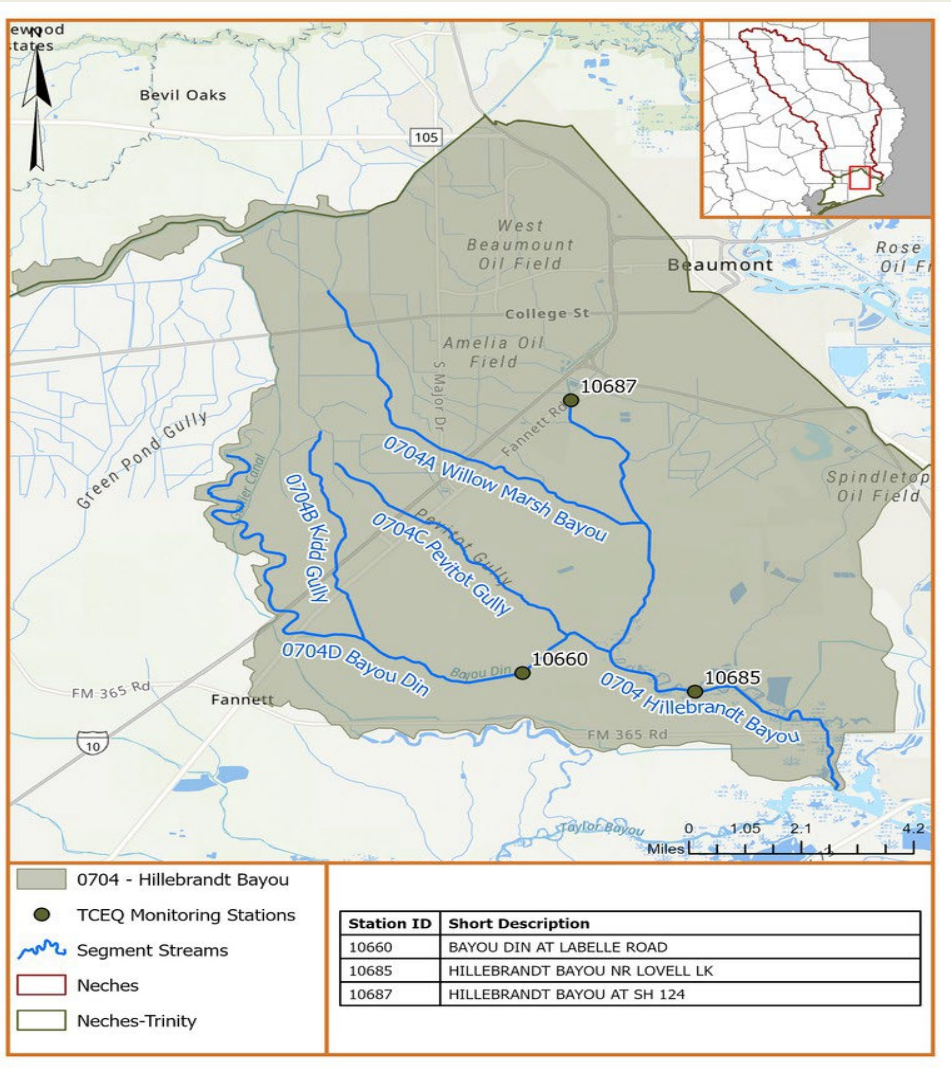 ewood
states
N
Bevil Oaks
105
West
Beaumount
Oil Field
Beaumont
Rose
Oil Fi
College St
Amelia Oil
Field
S Major Dr
10687
Fannett Rd
Green Pond Gully
0704A Willow Marsh Bayou
Spindletop
Oil Field
Canal
0704B Kidd Gully
Pevitot Gully
0704C Pevitot Gully
0704D Bayou Din
Bayou Din
10660
10685
0704 Hillebrandt Bayou
FM 365 Rd
Fannett
10
FM 365 Rd
Taylor Bayou
0 1.05 2.1 4.2
Miles
0704 - Hillebrandt Bayou
TCEQ Monitoring Stations
Segment Streams
Neches
Neches-Trinity
Station ID Short Description
10660 BAYOU DIN AT LABELLE ROAD
10685 HILLEBRANDT BAYOU NR LOVELL LK
10687 HILLEBRANDT BAYOU AT SH 124